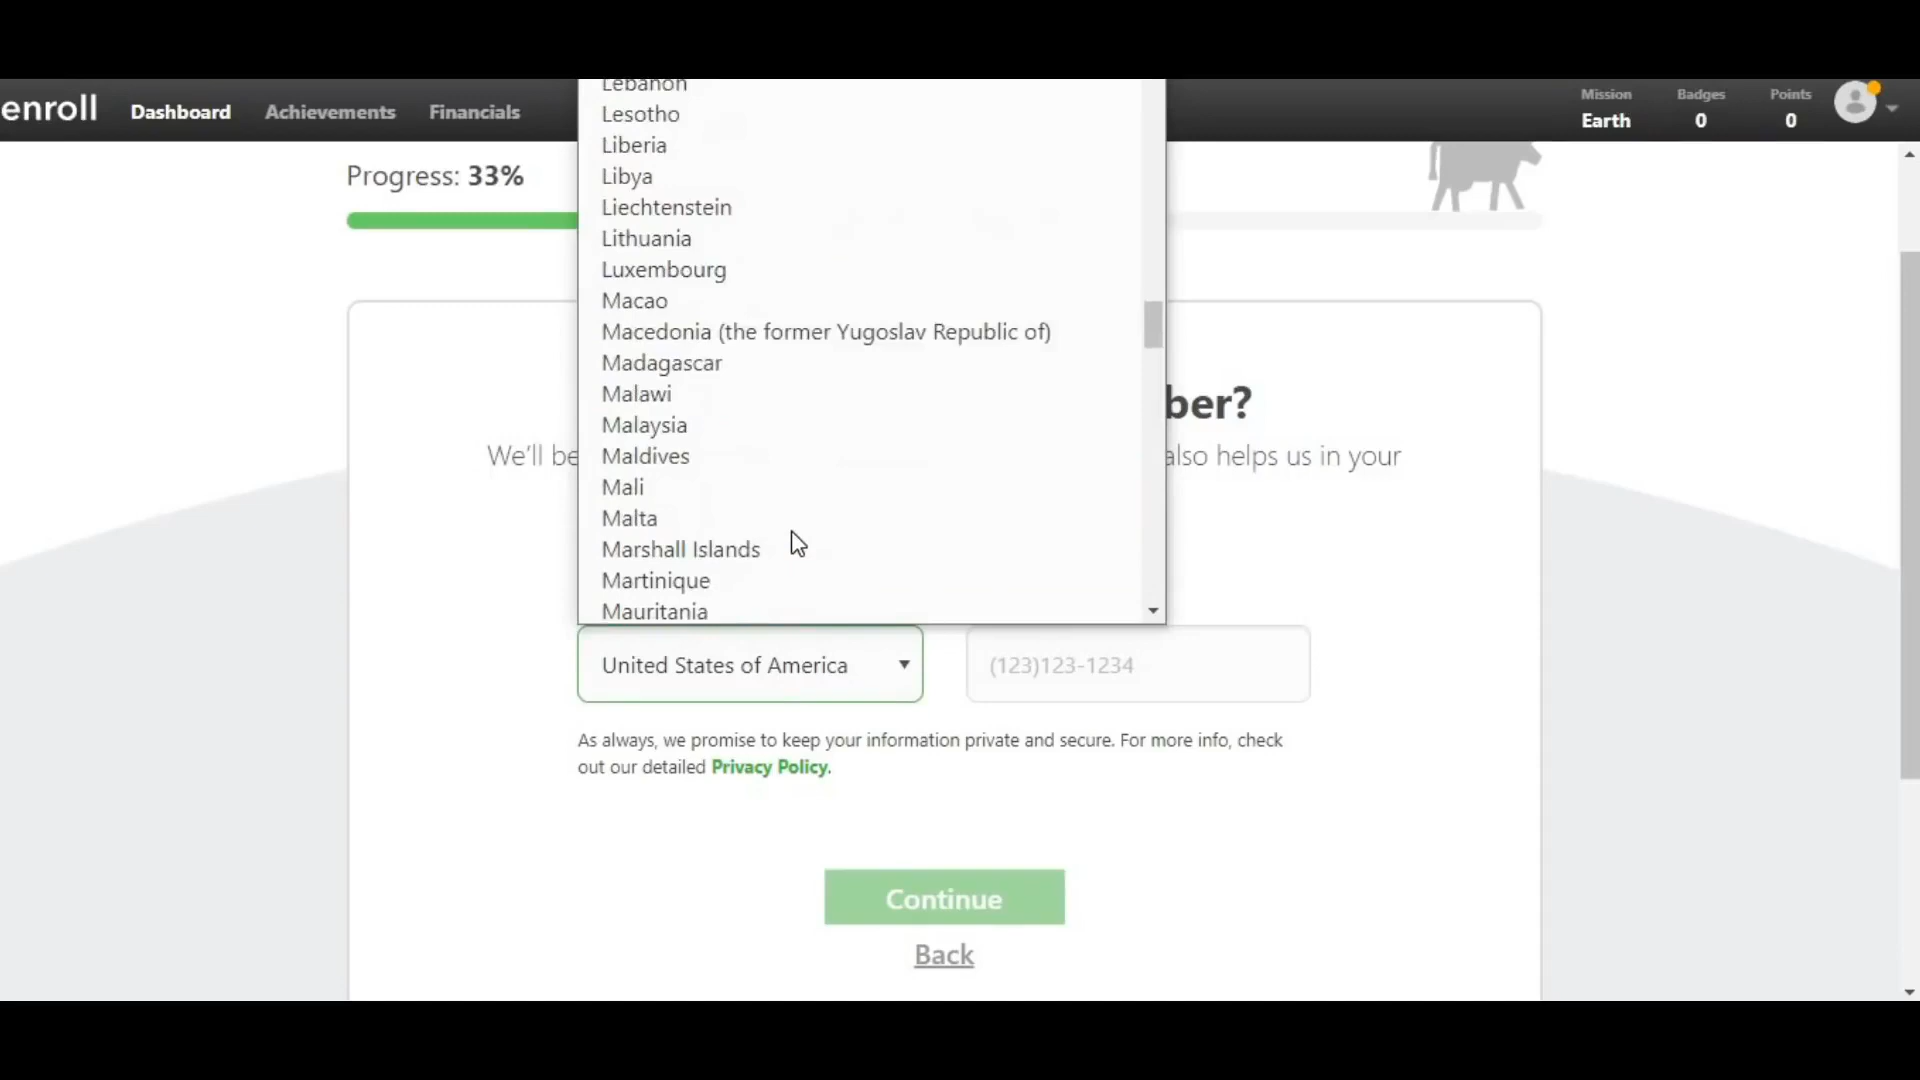 enroll Dashboard Achievements Financials Mission Earth Badges 0 Points 0
Progress: 33%
Lebanon
Lesotho
Liberia
Libya
Liechtenstein
Lithuania
Luxembourg
Macao
Macedonia (the former Yugoslav Republic of)
Madagascar
Malawi
Malaysia
Maldives
Mali
Malta
Marshall Islands
Martinique
Mauritania
ber?
We'll be
also helps us in your
United States of America
(123)123-1234
As always, we promise to keep your information private and secure. For more info, check
out our detailed Privacy Policy.
Continue
Back